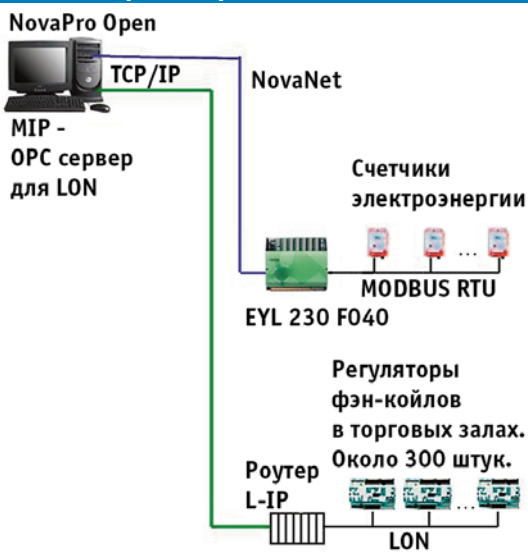 NovaPro Open
TCP/IP
NovaNet
MIP -
OPC сервер
для LON
Счетчики
электроэнергии
...
MODBUS RTU
EYL 230 F040
Регуляторы
фэн-койлов
в торговых залах.
Около 300 штук.
Роутер
L-IP
...
LON